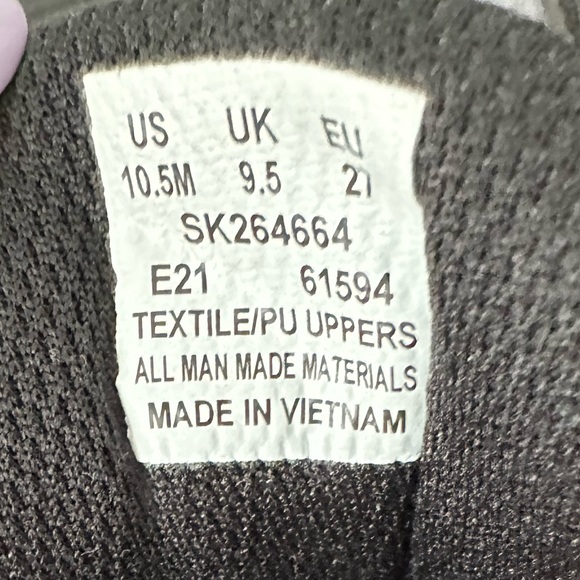 US UK EU
10.5M 9.5 27
SK264664
E21 61594
TEXTILE/PU UPPERS
ALL MAN MADE MATERIALS
MADE IN VIETNAM